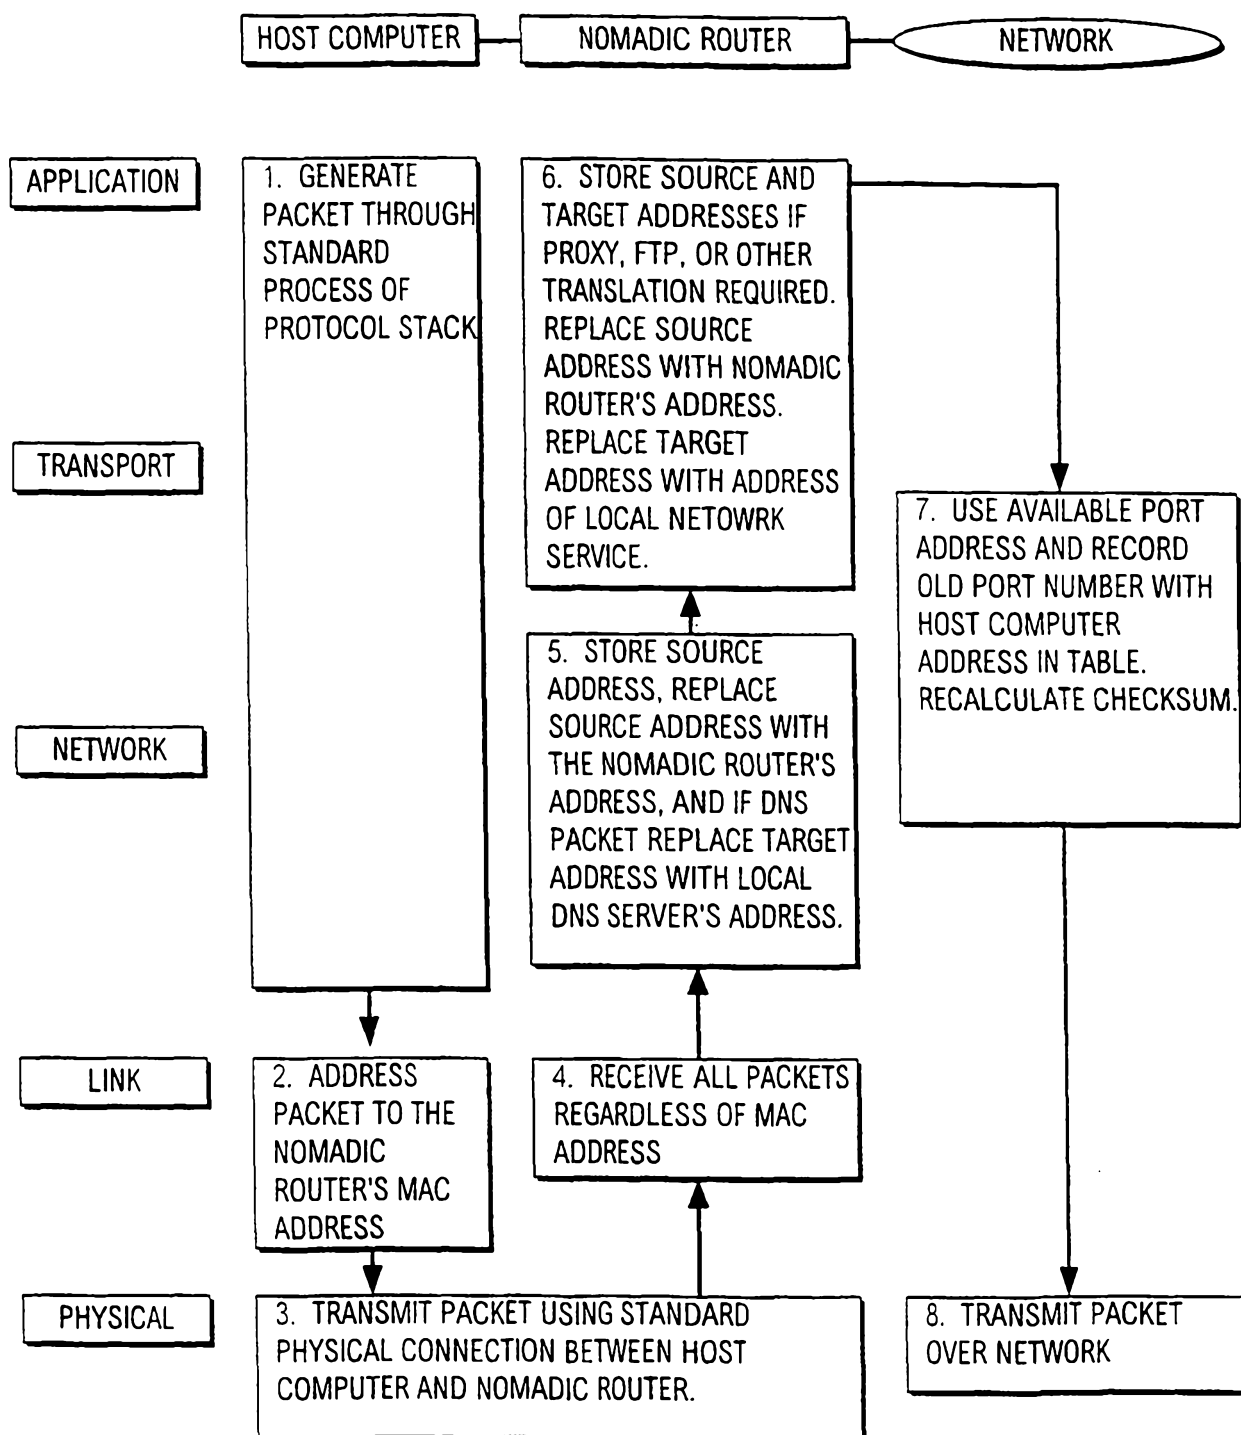 HOST COMPUTER
NOMADIC ROUTER
NETWORK
APPLICATION
TRANSPORT
NETWORK
LINK
PHYSICAL
1. GENERATE
PACKET THROUGH
STANDARD
PROCESS OF
PROTOCOL STACK
2. ADDRESS
PACKET TO THE
NOMADIC
ROUTER'S MAC
ADDRESS
3. TRANSMIT PACKET USING STANDARD
PHYSICAL CONNECTION BETWEEN HOST
COMPUTER AND NOMADIC ROUTER.
4. RECEIVE ALL PACKETS
REGARDLESS OF MAC
ADDRESS
5. STORE SOURCE
ADDRESS, REPLACE
SOURCE ADDRESS WITH
THE NOMADIC ROUTER'S
ADDRESS, AND IF DNS
PACKET REPLACE TARGET
ADDRESS WITH LOCAL
DNS SERVER'S ADDRESS.
6. STORE SOURCE AND
TARGET ADDRESSES IF
PROXY, FTP, OR OTHER
TRANSLATION REQUIRED.
REPLACE SOURCE
ADDRESS WITH NOMADIC
ROUTER'S ADDRESS.
REPLACE TARGET
ADDRESS WITH ADDRESS
OF LOCAL NETOWRK
SERVICE.
7. USE AVAILABLE PORT
ADDRESS AND RECORD
OLD PORT NUMBER WITH
HOST COMPUTER
ADDRESS IN TABLE.
RECALCULATE CHECKSUM.
8. TRANSMIT PACKET
OVER NETWORK